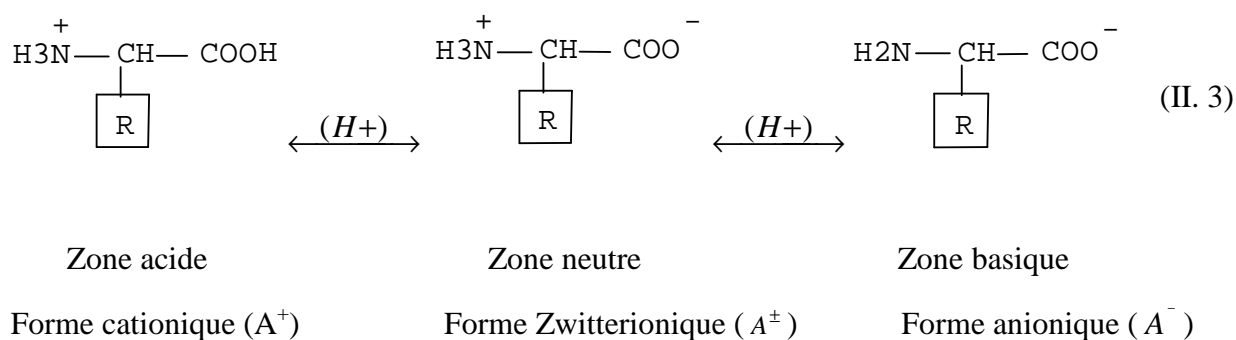 + + − −
H3N — CH — COOH H3N — CH — COO H2N — CH — COO
R R R (II. 3)
(H+) (H+)
Zone acide Zone neutre Zone basique
Forme cationique (A⁺) Forme Zwitterionique ( A± ) Forme anionique ( A⁻ )